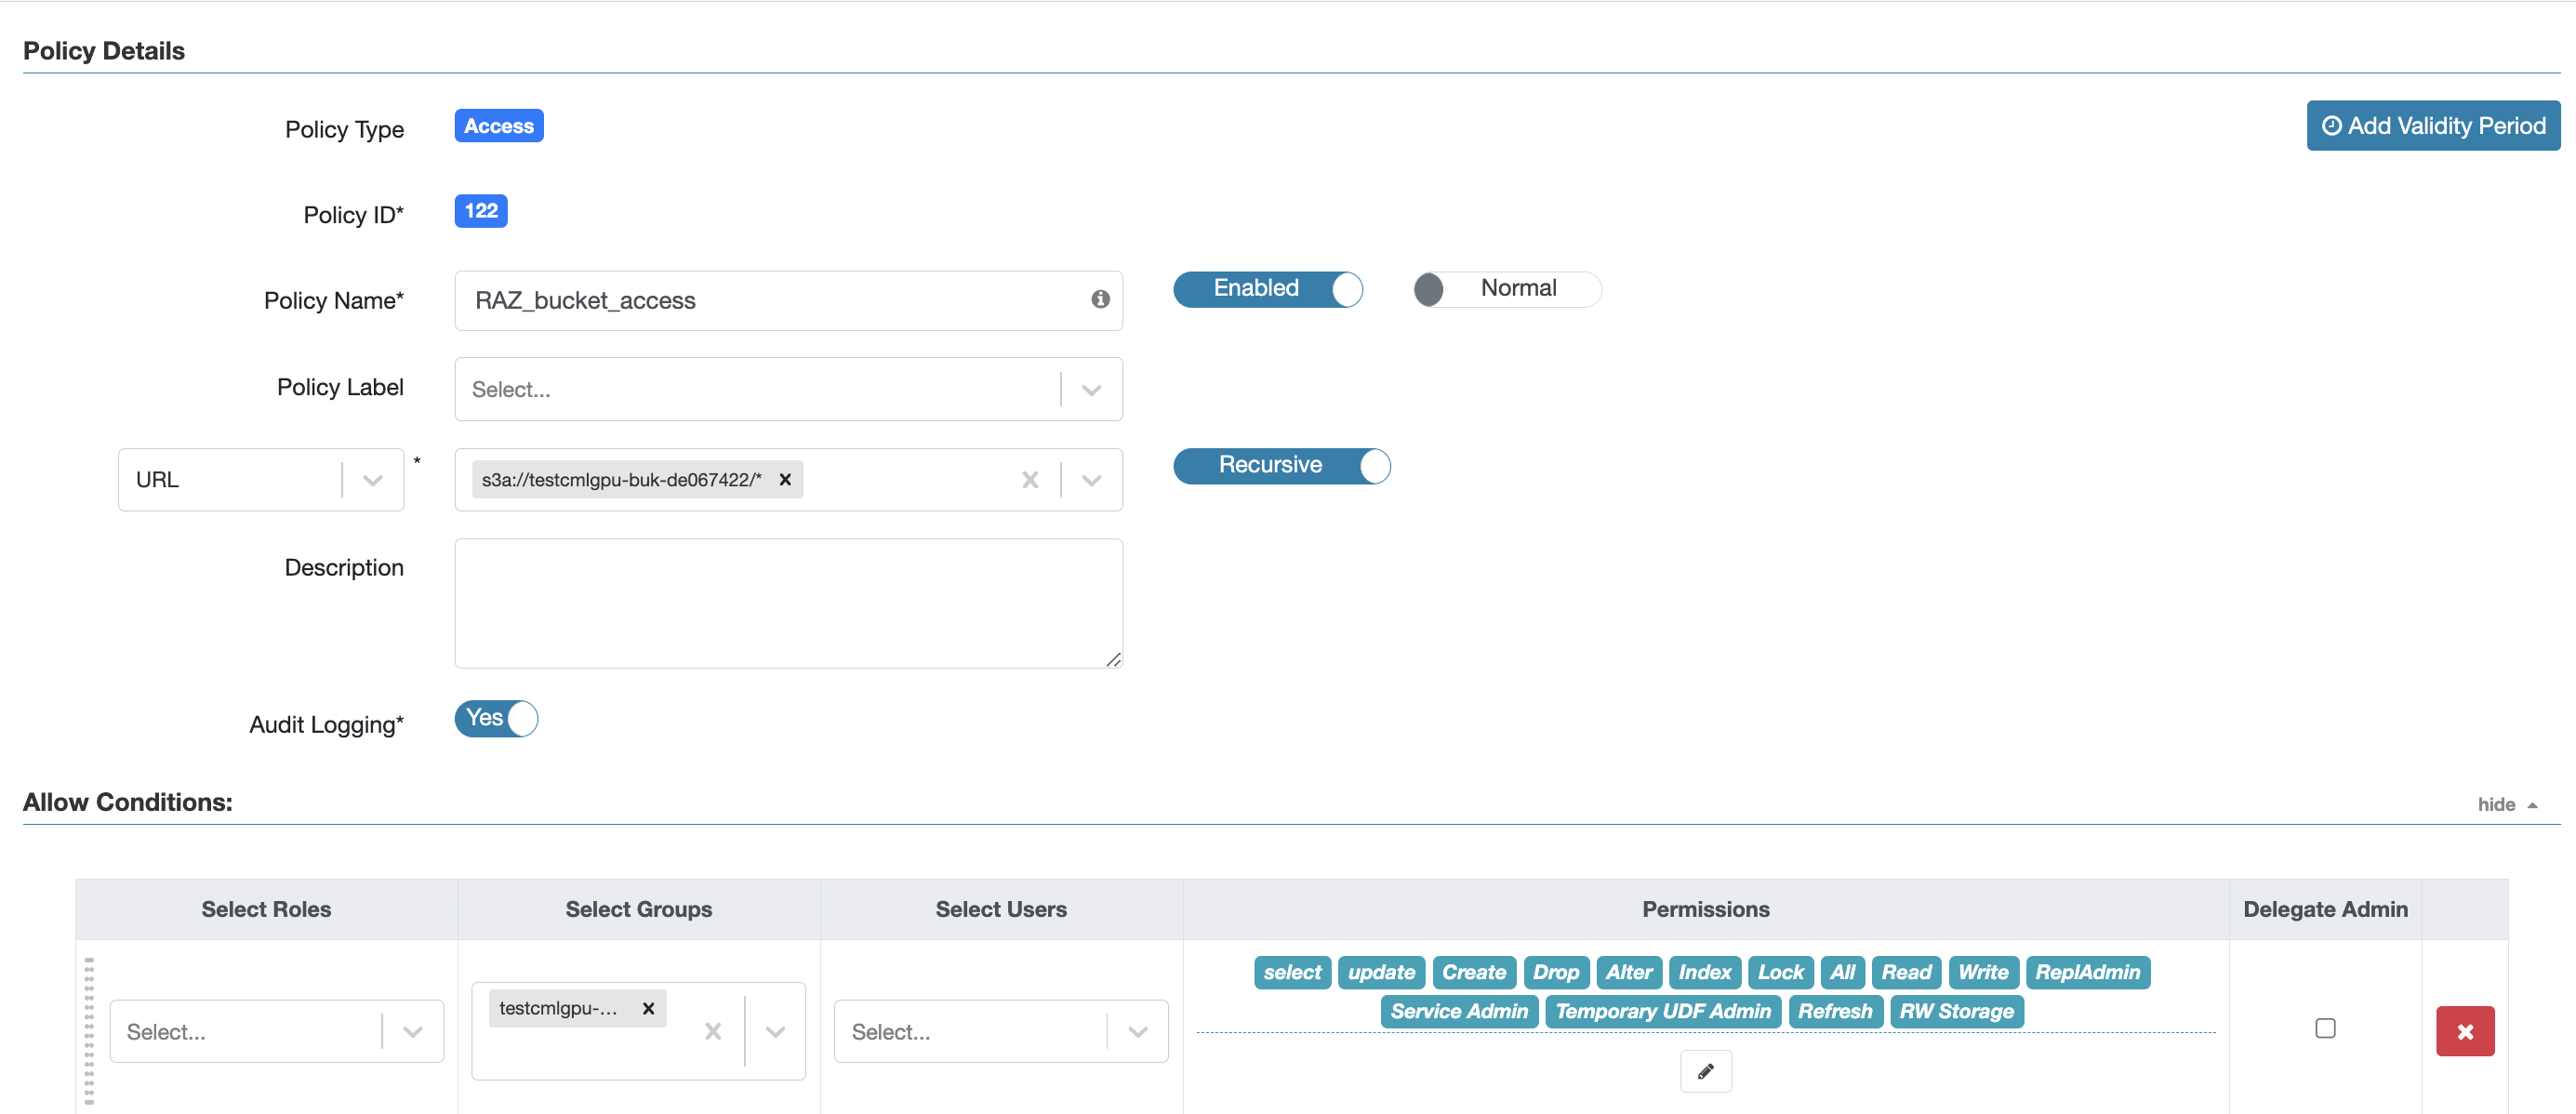 Policy Details
Policy Type Access Add Validity Period
Policy ID* 122
Policy Name* RAZ_bucket_access Enabled Normal
Policy Label Select...
URL * s3a://testcmlgpu-buk-de067422/* Recursive
Description
Audit Logging* Yes
Allow Conditions: hide
Select Roles Select Groups Select Users Permissions Delegate Admin
select update Create Drop Alter Index Lock All Read Write ReplAdmin
Service Admin Temporary UDF Admin Refresh RW Storage
Select... testcmlgpu-... Select...